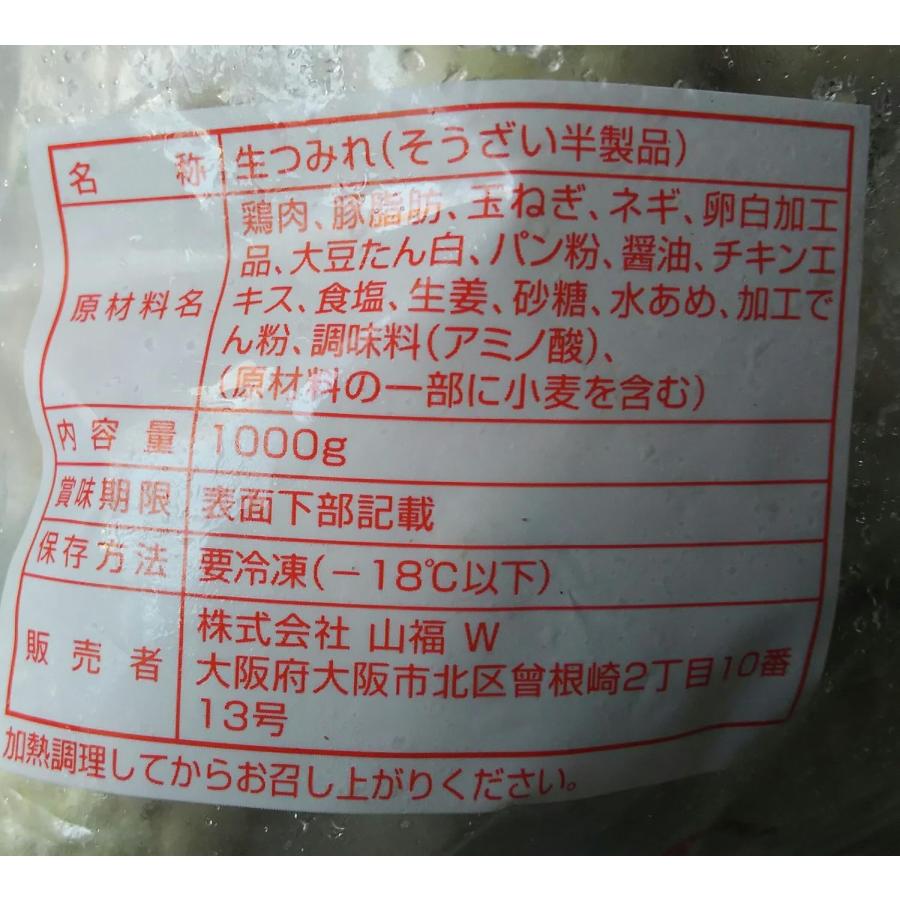 名称 生つみれ(そうざい半製品)
原材料名 鶏肉、豚脂肪、玉ねぎ、ネギ、卵白加工
品、大豆たん白、パン粉、醤油、チキンエ
キス、食塩、生姜、砂糖、水あめ、加工で
ん粉、調味料(アミノ酸)、
(原材料の一部に小麦を含む)
内容量 1000g
賞味期限 表面下部記載
保存方法 要冷凍(-18℃以下)
販売者 株式会社 山福 W
大阪府大阪市北区曾根崎2丁目10番
13号
加熱調理してからお召し上がりください。